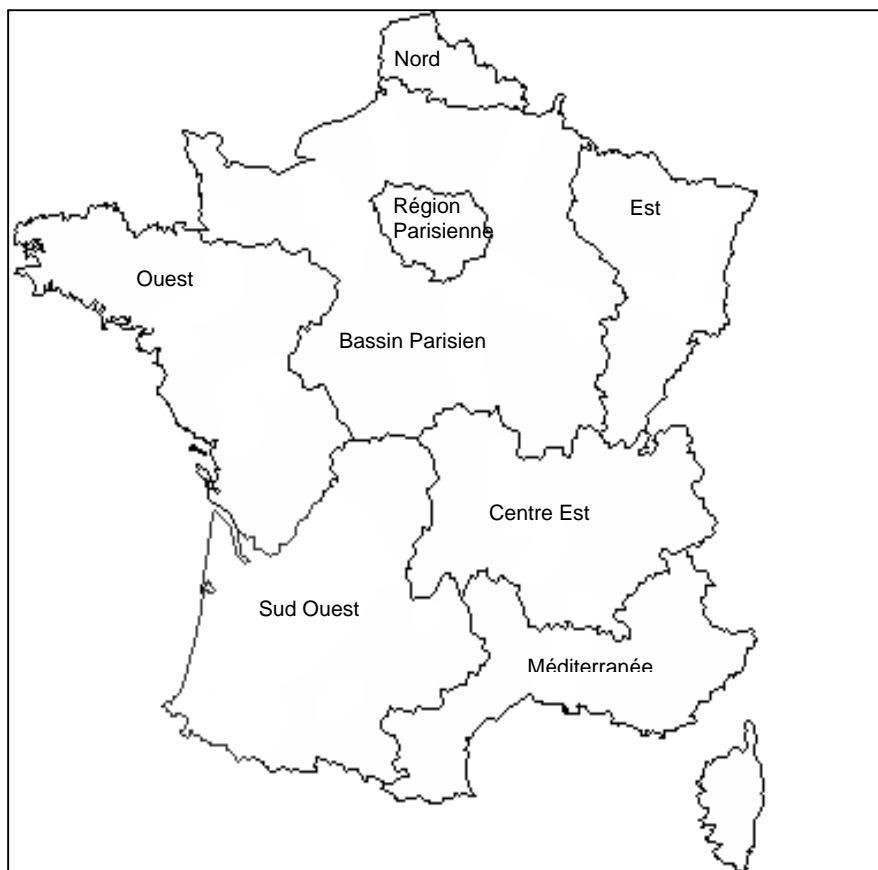 Nord
Région
Parisienne
Est
Ouest
Bassin Parisien
Centre Est
Sud Ouest
Méditerranée